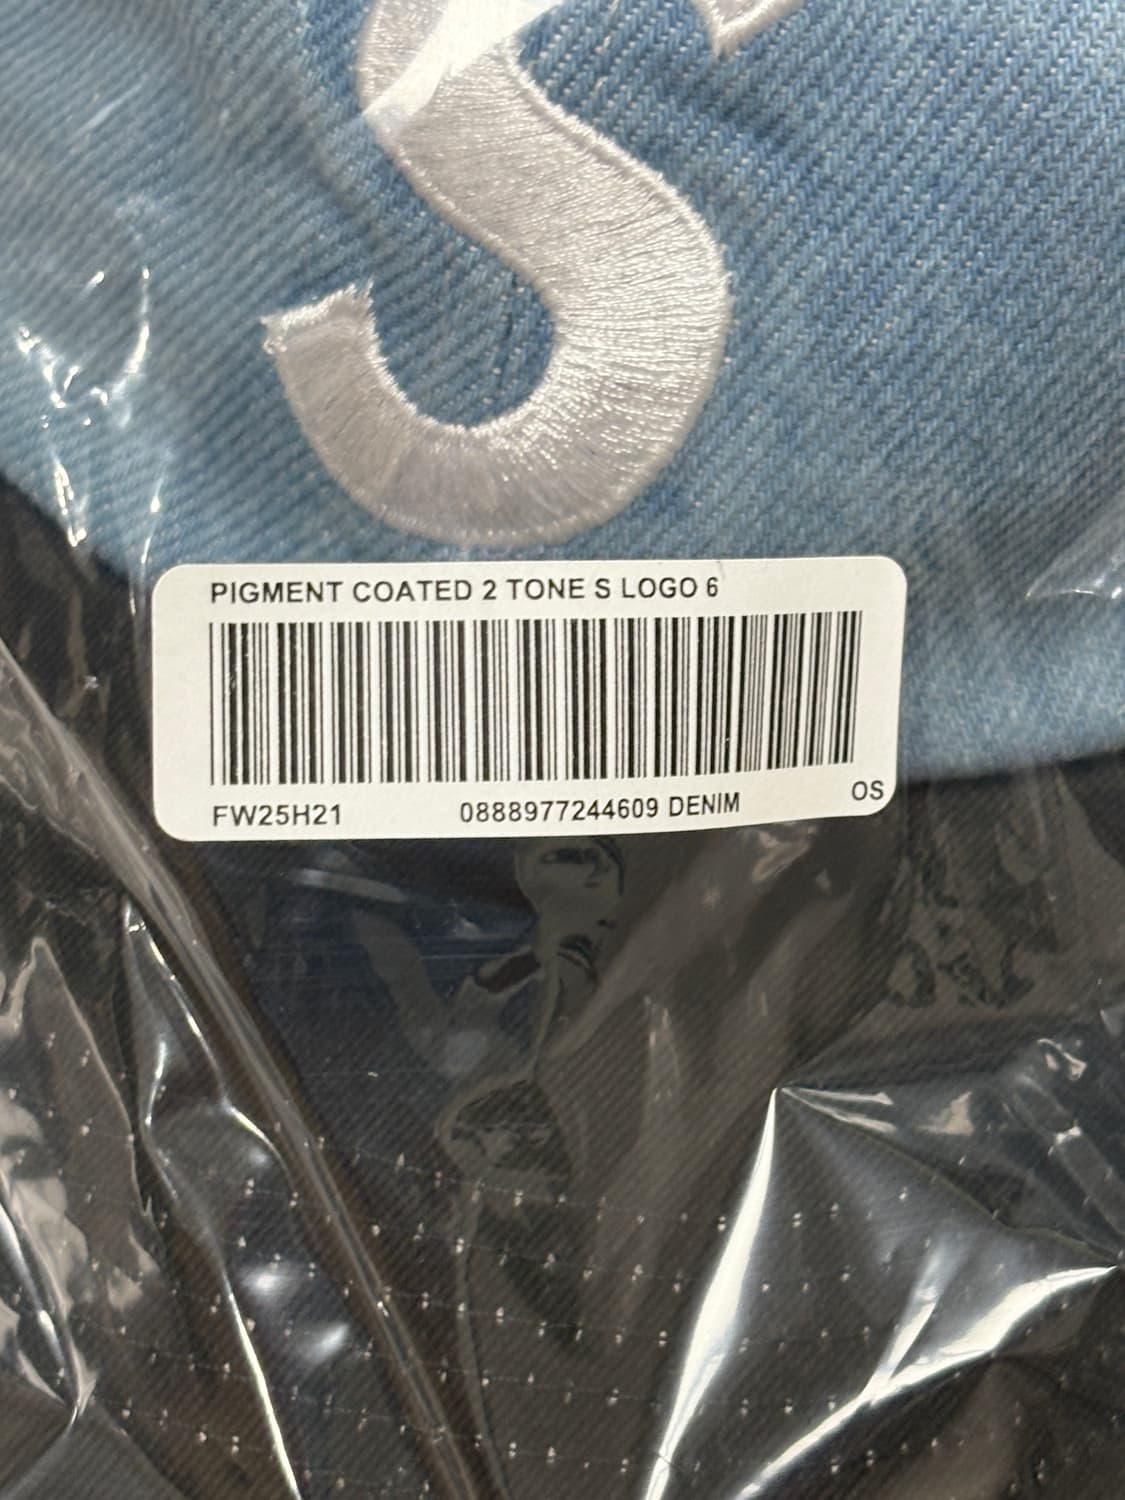 S
PIGMENT COATED 2 TONE S LOGO 6
FW25H21 0888977244609 DENIM OS